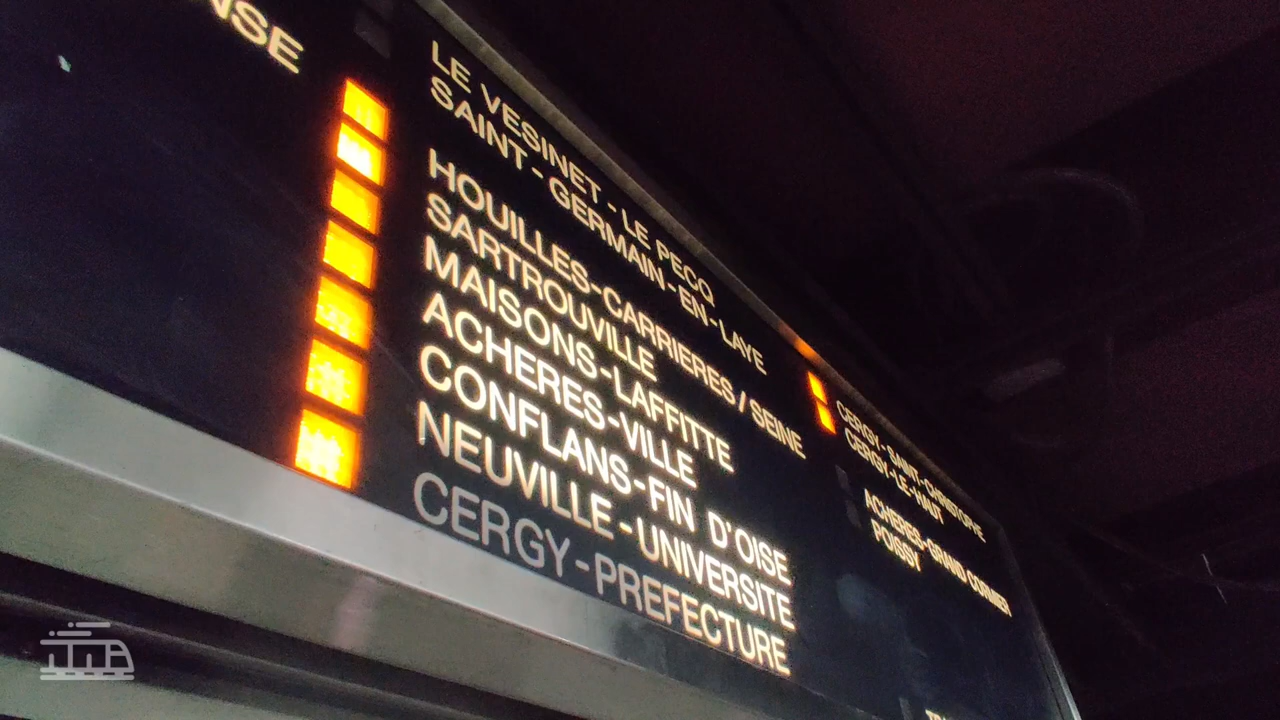 NSE
LE VESINET - LE PECQ
SAINT - GERMAIN - EN - LAYE
HOUILLES - CARRIERES / SEINE
SARTROUVILLE
MAISONS - LAFFITTE
ACHERES - VILLE
CONFLANS - FIN D'OISE
NEUVILLE - UNIVERSITE
CERGY - PREFECTURE
CERGY - SAINT - CHRISTOPHE
CERGY - LE - HAUT
ACHERES - GRAND CORMIER
POISSY